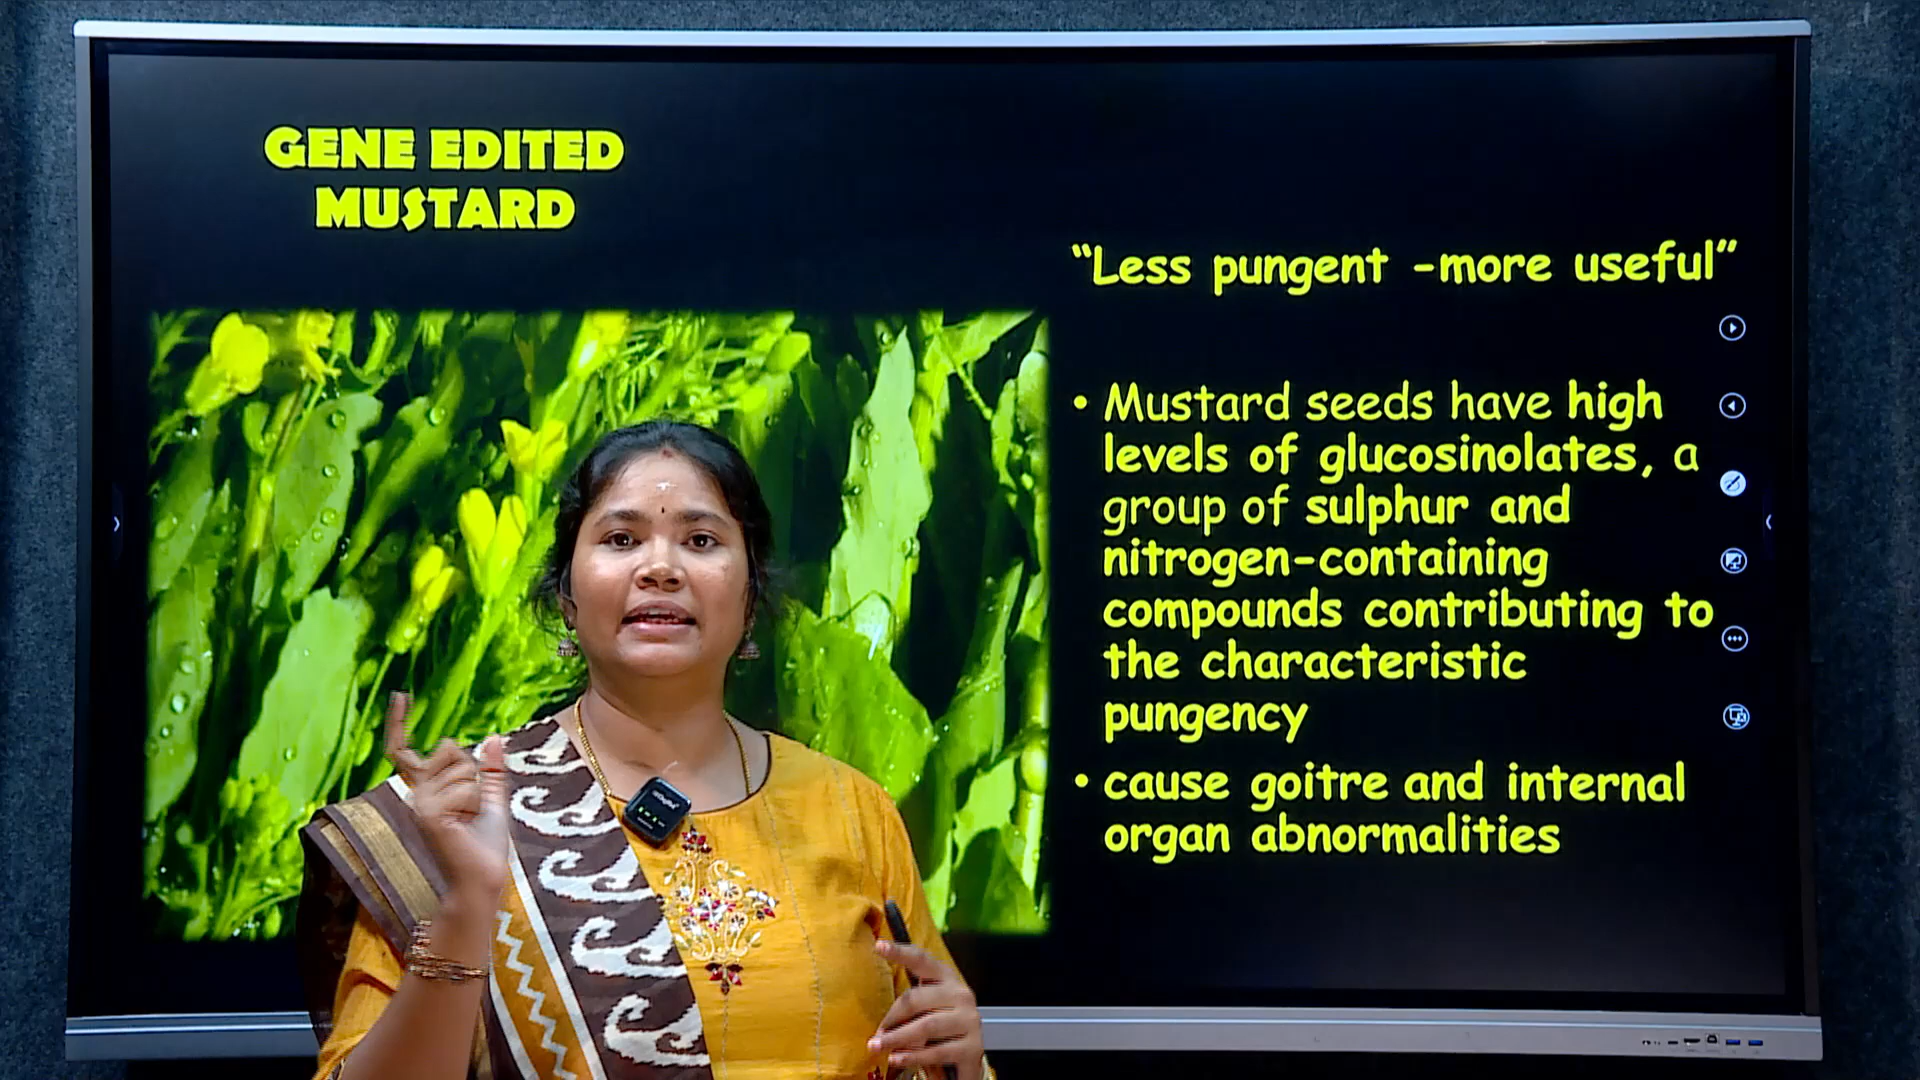 GENE EDITED
MUSTARD
“Less pungent -more useful”
• Mustard seeds have high
levels of glucosinolates, a
group of sulphur and
nitrogen-containing
compounds contributing to
the characteristic
pungency
• cause goitre and internal
organ abnormalities